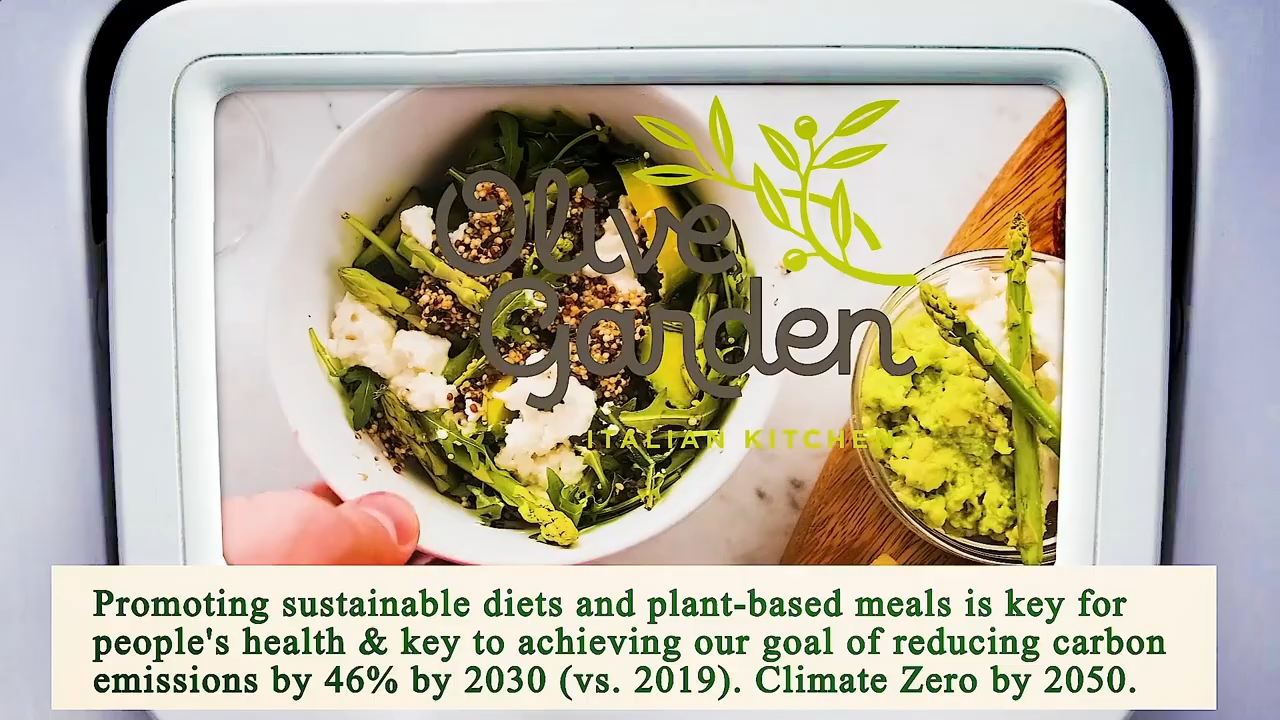 Olive
Garden
ITALIAN KITCHEN
Promoting sustainable diets and plant-based meals is key for
people's health & key to achieving our goal of reducing carbon
emissions by 46% by 2030 (vs. 2019). Climate Zero by 2050.